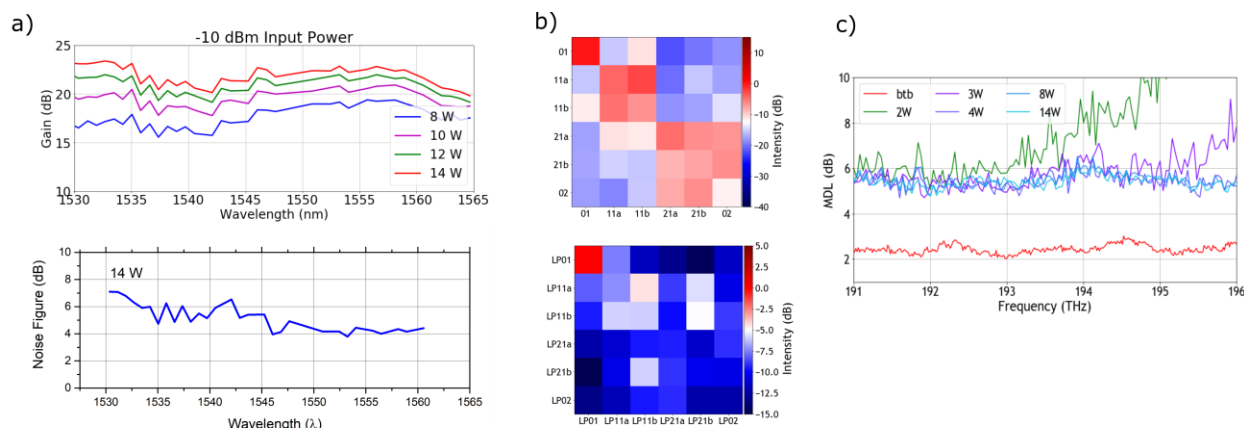 a)
-10 dBm Input Power
25
20
15
10
Gain (dB)
8 W
10 W
12 W
14 W
1530 1535 1540 1545 1550 1555 1560 1565
Wavelength (nm)
10
8
6
4
2
0
Noise Figure (dB)
14 W
1530 1535 1540 1545 1550 1555 1560 1565
Wavelength (λ)
b)
01
11a
11b
21a
21b
02
01 11a 11b 21a 21b 02
10
0
−10
−20
−30
−40
Intensity (dB)
LP01
LP11a
LP11b
LP21a
LP21b
LP02
LP01 LP11a LP11b LP21a LP21b LP02
5.0
2.5
0.0
−2.5
−5.0
−7.5
−10.0
−12.5
−15.0
Intensity (dB)
c)
10
8
6
4
2
MDL (dB)
btb 3W 8W
2W 4W 14W
191 192 193 194 195 196
Frequency (THz)